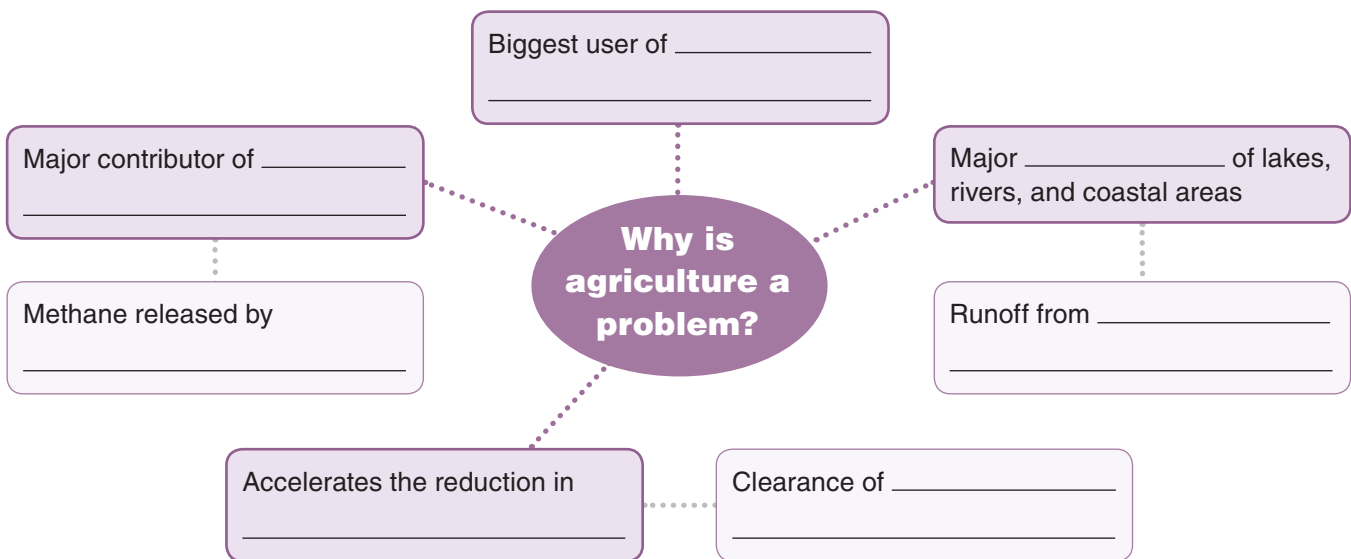 Biggest user of
Major contributor of
Major of lakes,
rivers, and coastal areas
Why is
agriculture a
problem?
Methane released by
Runoff from
Accelerates the reduction in
Clearance of